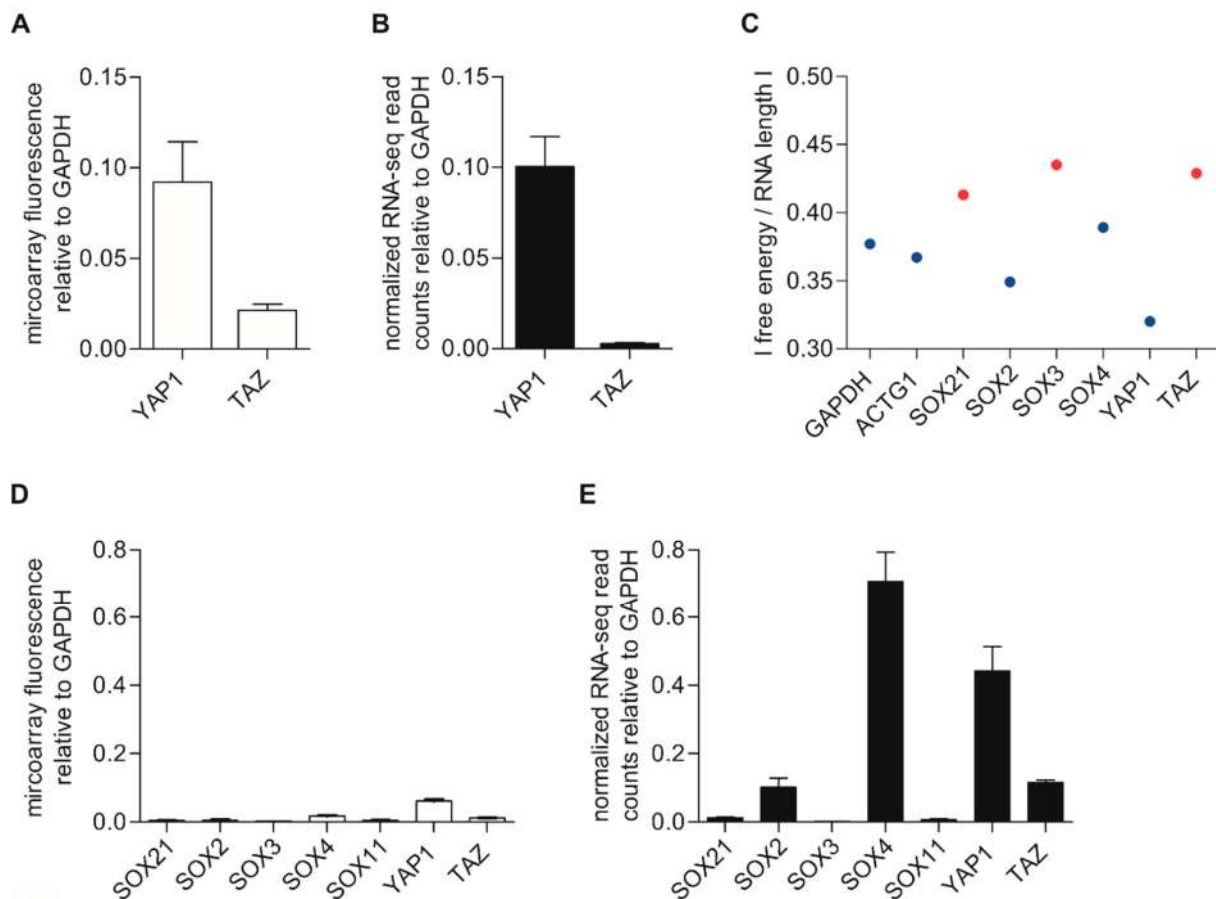 A
mircoarray fluorescence
relative to GAPDH
0.15
0.10
0.05
0.00
YAP1
TAZ
B
normalized RNA-seq read
counts relative to GAPDH
0.15
0.10
0.05
0.00
YAP1
TAZ
C
I free energy / RNA length I
0.50
0.45
0.40
0.35
0.30
GAPDH
ACTG1
SOX21
SOX2
SOX3
SOX4
YAP1
TAZ
D
mircoarray fluorescence
relative to GAPDH
0.8
0.6
0.4
0.2
0.0
SOX21
SOX2
SOX3
SOX4
SOX11
YAP1
TAZ
E
normalized RNA-seq read
counts relative to GAPDH
0.8
0.6
0.4
0.2
0.0
SOX21
SOX2
SOX3
SOX4
SOX11
YAP1
TAZ